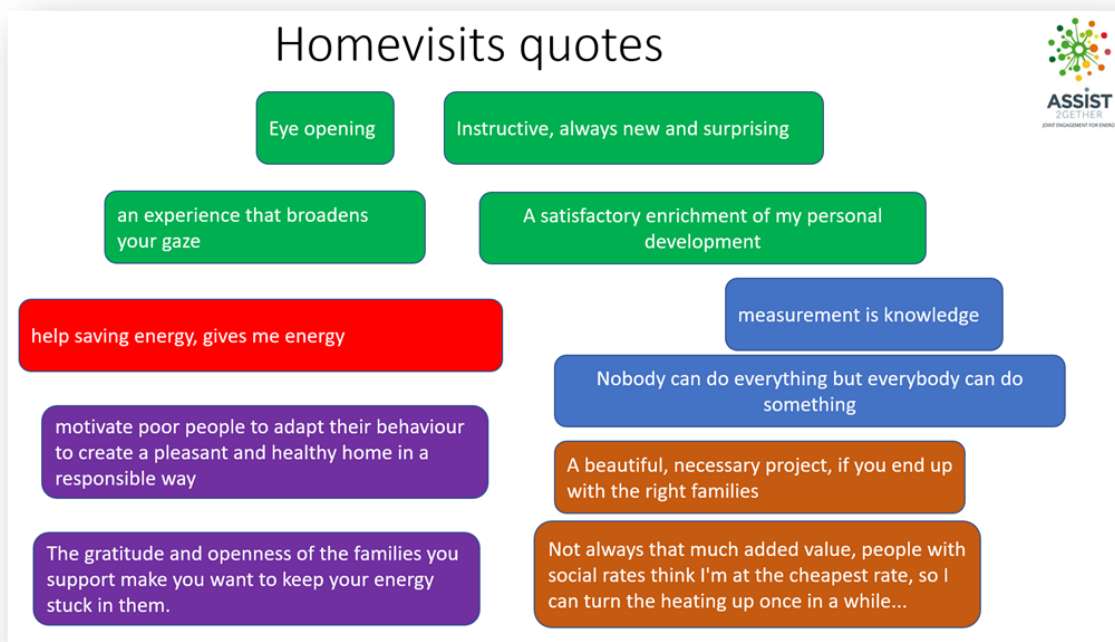 Homevisits quotes
ASSIST
2GETHER
JOINT ENGAGEMENT FOR ENERG
Eye opening
Instructive, always new and surprising
an experience that broadens
your gaze
A satisfactory enrichment of my personal
development
help saving energy, gives me energy
measurement is knowledge
Nobody can do everything but everybody can do
something
motivate poor people to adapt their behaviour
to create a pleasant and healthy home in a
responsible way
A beautiful, necessary project, if you end up
with the right families
The gratitude and openness of the families you
support make you want to keep your energy
stuck in them.
Not always that much added value, people with
social rates think I'm at the cheapest rate, so I
can turn the heating up once in a while...